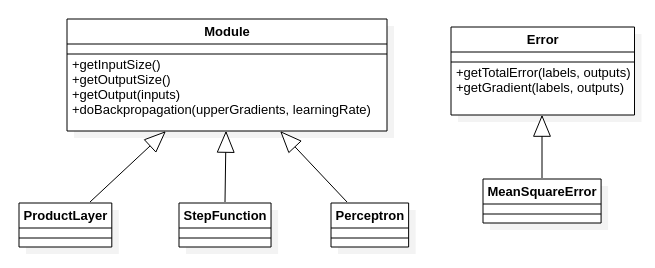 Module
+getInputSize()
+getOutputSize()
+getOutput(inputs)
+doBackpropagation(upperGradients, learningRate)
Error
+getTotalError(labels, outputs)
+getGradient(labels, outputs)
ProductLayer
StepFunction
Perceptron
MeanSquareError